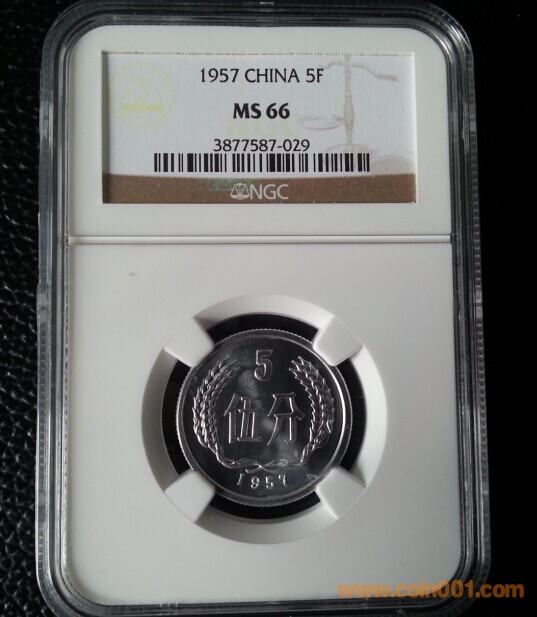 1957 CHINA 5F
MS 66
3877587-029
NGC
5
伍分
1957
www.coin001.com